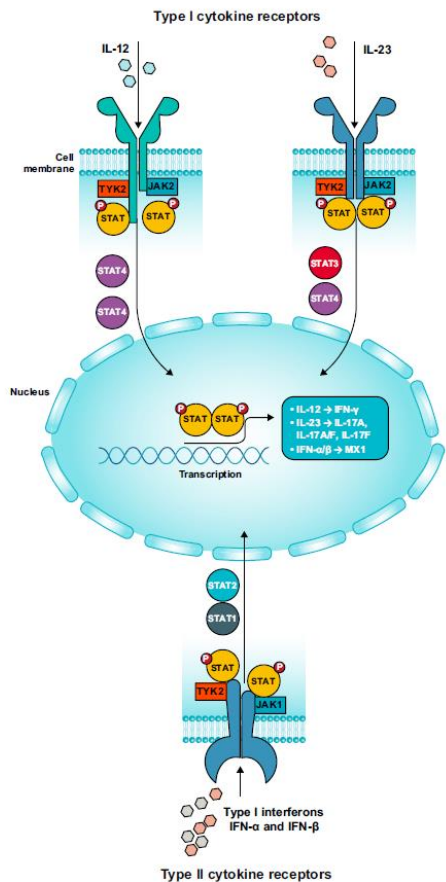 Type I cytokine receptors
IL-12
IL-23
Cell
membrane
TYK2
JAK2
P
STAT
STAT
P
TYK2
JAK2
P
STAT
STAT
P
STAT4
STAT4
STAT3
STAT4
Nucleus
P
STAT
STAT
P
Transcription
• IL-12 → IFN-γ
• IL-23 → IL-17A,
IL-17A/F, IL-17F
• IFN-α/β → MX1
STAT2
STAT1
P
STAT
STAT
P
TYK2
JAK1
Type I interferons
IFN-α and IFN-β
Type II cytokine receptors